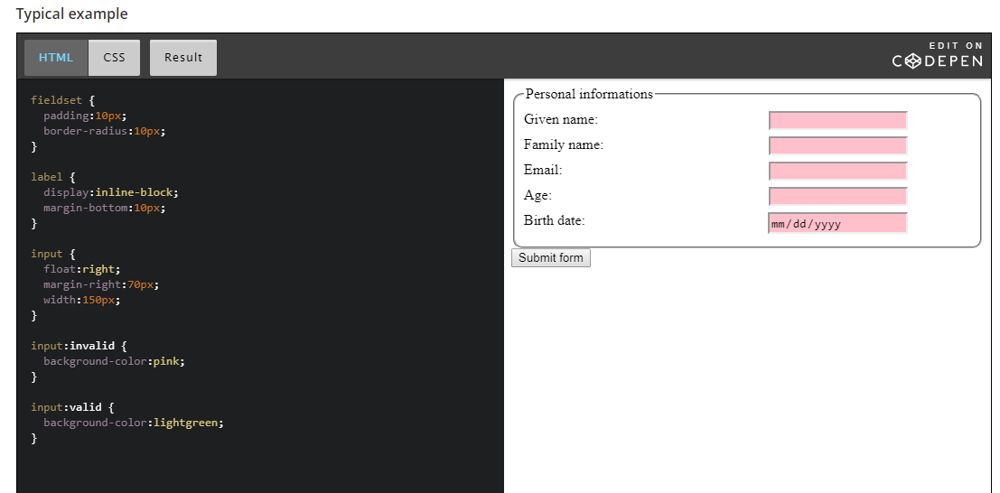 Typical example
HTML CSS Result
EDIT ON
CODEPEN
fieldset {
padding:10px;
border-radius:10px;
}
label {
display:inline-block;
margin-bottom:10px;
}
input {
float:right;
margin-right:70px;
width:150px;
}
input:invalid {
background-color:pink;
}
input:valid {
background-color:lightgreen;
}
Personal informations
Given name:
Family name:
Email:
Age:
Birth date: mm/dd/yyyy
Submit form